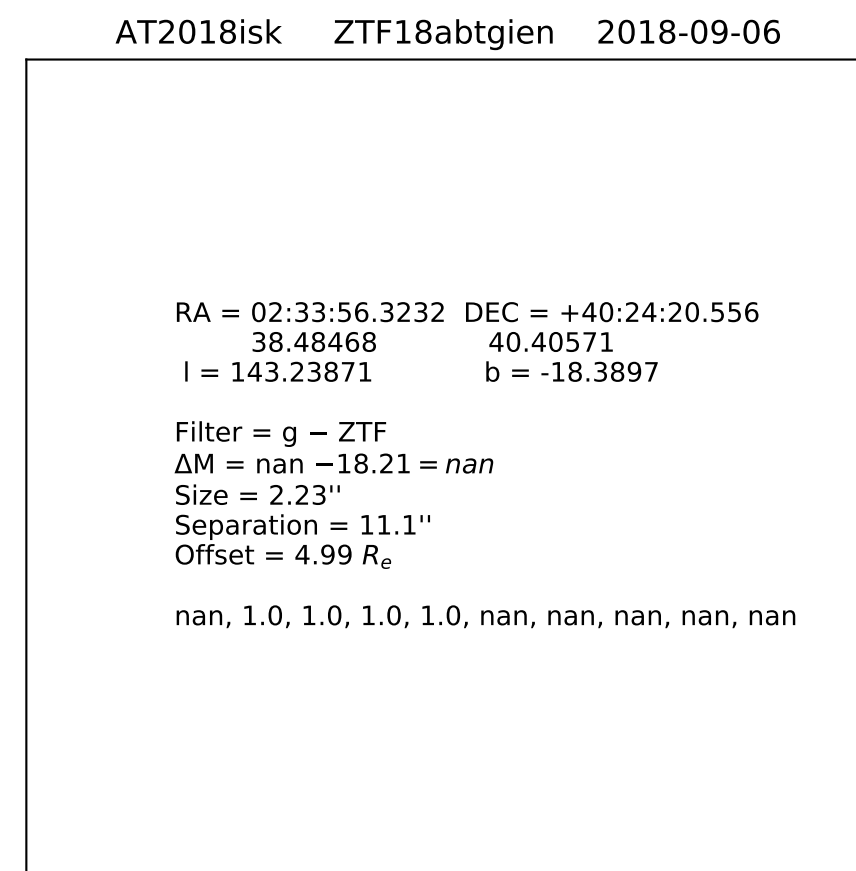 AT2018isk ZTF18abtgien 2018-09-06
RA = 02:33:56.3232 DEC = +40:24:20.556
38.48468 40.40571
l = 143.23871 b = -18.3897
Filter = g − ZTF
ΔM = nan −18.21 = nan
Size = 2.23''
Separation = 11.1''
Offset = 4.99 Rₑ
nan, 1.0, 1.0, 1.0, 1.0, nan, nan, nan, nan, nan